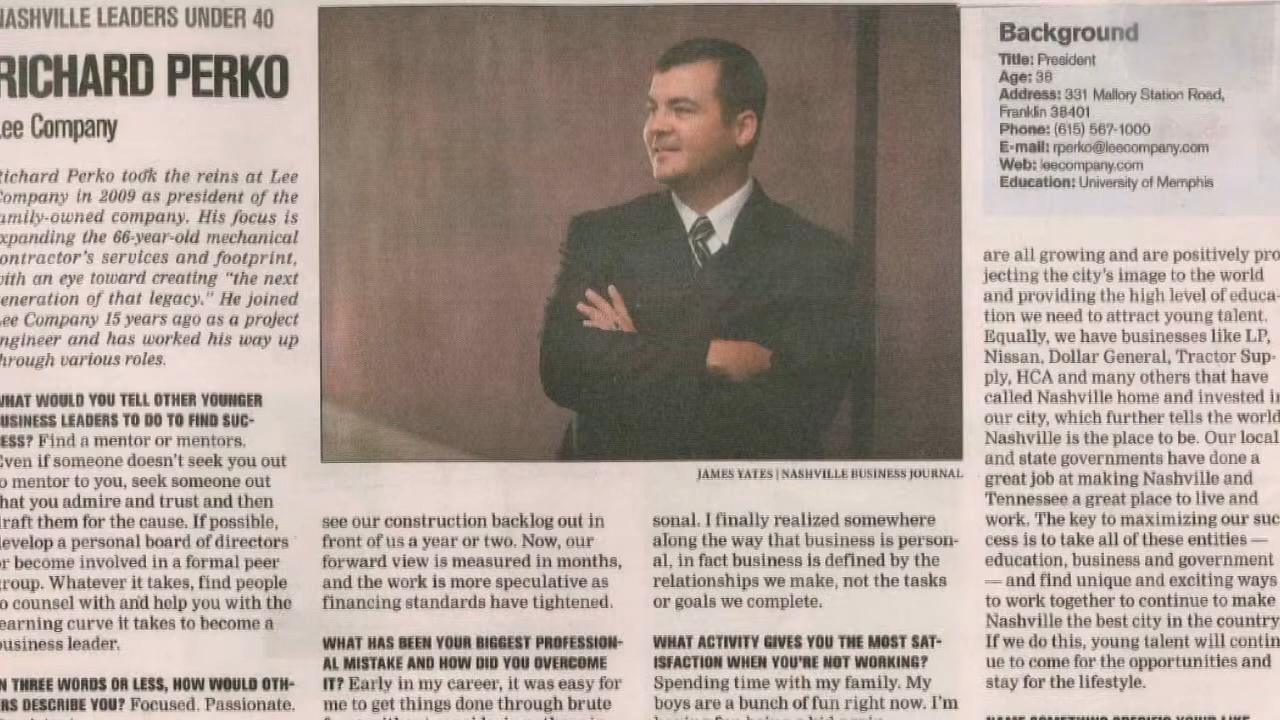 NASHVILLE LEADERS UNDER 40
RICHARD PERKO
Lee Company
Richard Perko took the reins at Lee
Company in 2009 as president of the
family-owned company. His focus is
expanding the 66-year-old mechanical
contractor's services and footprint,
with an eye toward creating "the next
generation of that legacy." He joined
Lee Company 15 years ago as a project
engineer and has worked his way up
through various roles.
WHAT WOULD YOU TELL OTHER YOUNGER
BUSINESS LEADERS TO DO TO FIND SUC-
CESS? Find a mentor or mentors.
Even if someone doesn't seek you out
to mentor to you, seek someone out
that you admire and trust and then
draft them for the cause. If possible,
develop a personal board of directors
or become involved in a formal peer
group. Whatever it takes, find people
to counsel with and help you with the
learning curve it takes to become a
business leader.
IN THREE WORDS OR LESS, HOW WOULD OTH-
ERS DESCRIBE YOU? Focused. Passionate.
JAMES YATES | NASHVILLE BUSINESS JOURNAL
see our construction backlog out in
front of us a year or two. Now, our
forward view is measured in months,
and the work is more speculative as
financing standards have tightened.
WHAT HAS BEEN YOUR BIGGEST PROFESSION-
AL MISTAKE AND HOW DID YOU OVERCOME
IT? Early in my career, it was easy for
me to get things done through brute
sonal. I finally realized somewhere
along the way that business is person-
al, in fact business is defined by the
relationships we make, not the tasks
or goals we complete.
WHAT ACTIVITY GIVES YOU THE MOST SAT-
ISFACTION WHEN YOU'RE NOT WORKING?
Spending time with my family. My
boys are a bunch of fun right now. I'm
Background
Title: President
Age: 38
Address: 331 Mallory Station Road,
Franklin 38401
Phone: (615) 567-1000
E-mail: rperko@leecompany.com
Web: leecompany.com
Education: University of Memphis
are all growing and are positively pro
jecting the city's image to the world
and providing the high level of educa-
tion we need to attract young talent.
Equally, we have businesses like LP,
Nissan, Dollar General, Tractor Sup-
ply, HCA and many others that have
called Nashville home and invested in
our city, which further tells the world
Nashville is the place to be. Our local
and state governments have done a
great job at making Nashville and
Tennessee a great place to live and
work. The key to maximizing our suc
cess is to take all of these entities —
education, business and government
— and find unique and exciting ways
to work together to continue to make
Nashville the best city in the country
If we do this, young talent will contin
ue to come for the opportunities and
stay for the lifestyle.